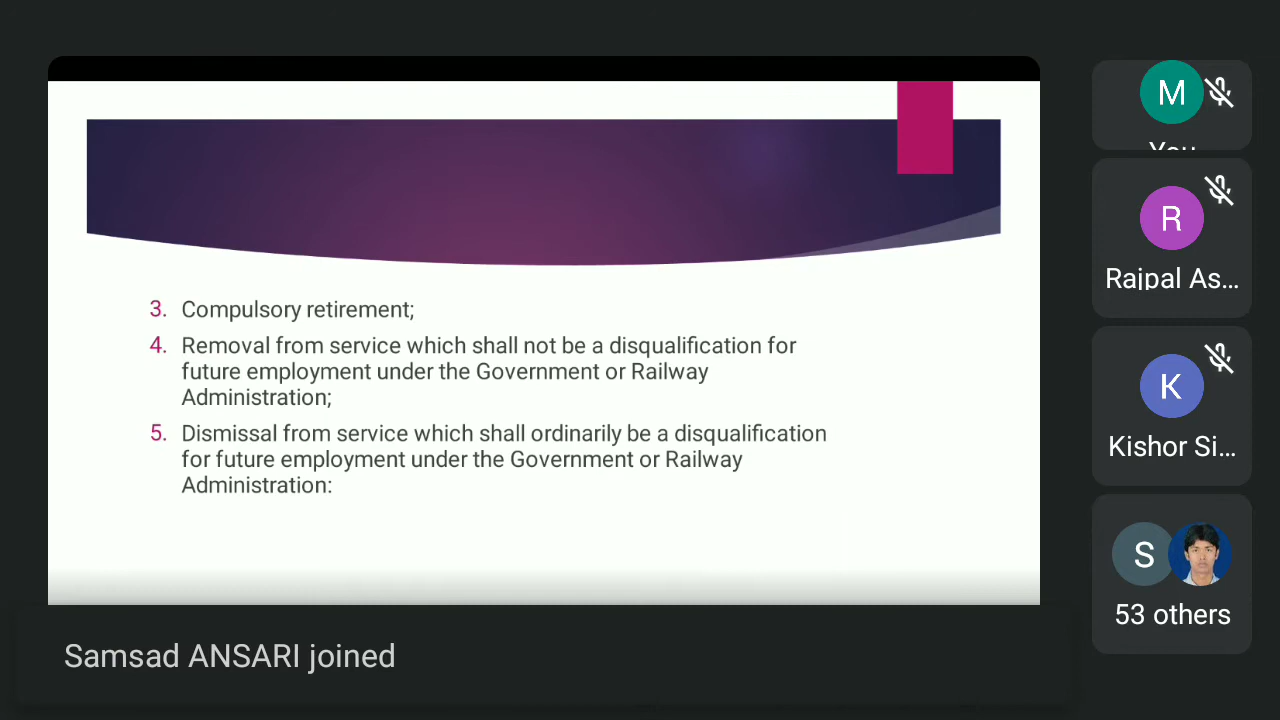 M
You
R
Rajpal As...
3. Compulsory retirement;
4. Removal from service which shall not be a disqualification for
future employment under the Government or Railway
Administration;
5. Dismissal from service which shall ordinarily be a disqualification
for future employment under the Government or Railway
Administration:
K
Kishor Si...
S
53 others
Samsad ANSARI joined